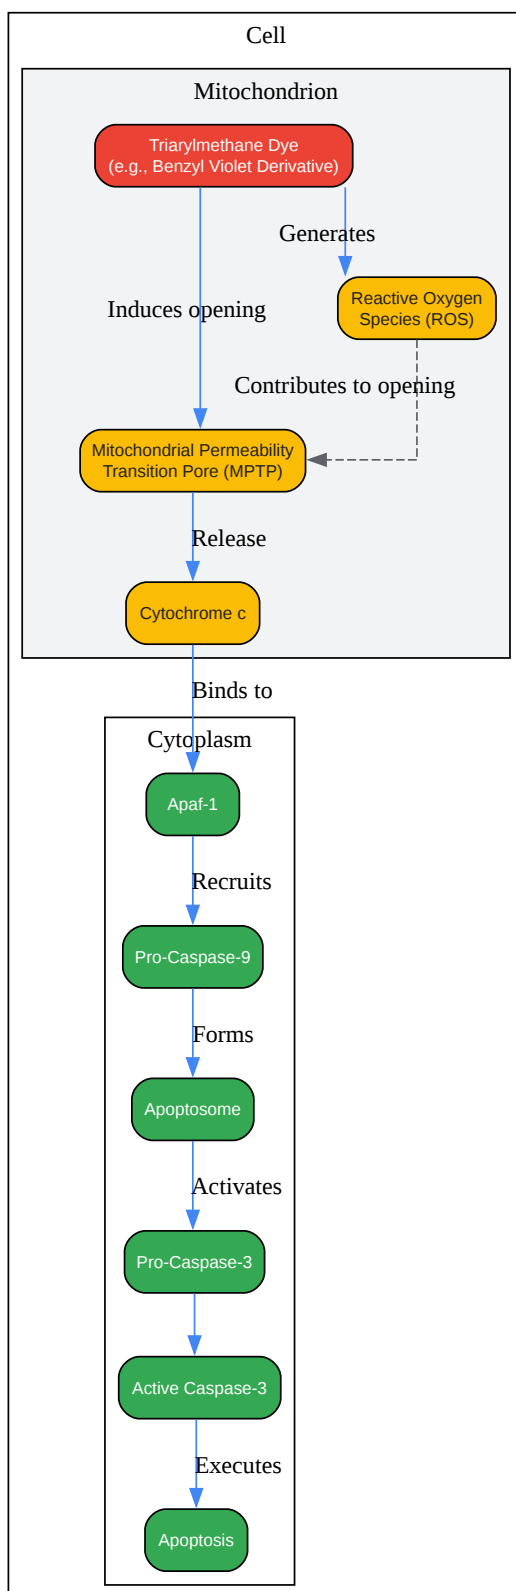 Cell
Mitochondrion
Triarylmethane Dye
(e.g., Benzyl Violet Derivative)
Generates
Reactive Oxygen
Species (ROS)
Induces opening
Contributes to opening
Mitochondrial Permeability
Transition Pore (MPTP)
Release
Cytochrome c
Binds to
Cytoplasm
Apaf-1
Recruits
Pro-Caspase-9
Forms
Apoptosome
Activates
Pro-Caspase-3
Active Caspase-3
Executes
Apoptosis